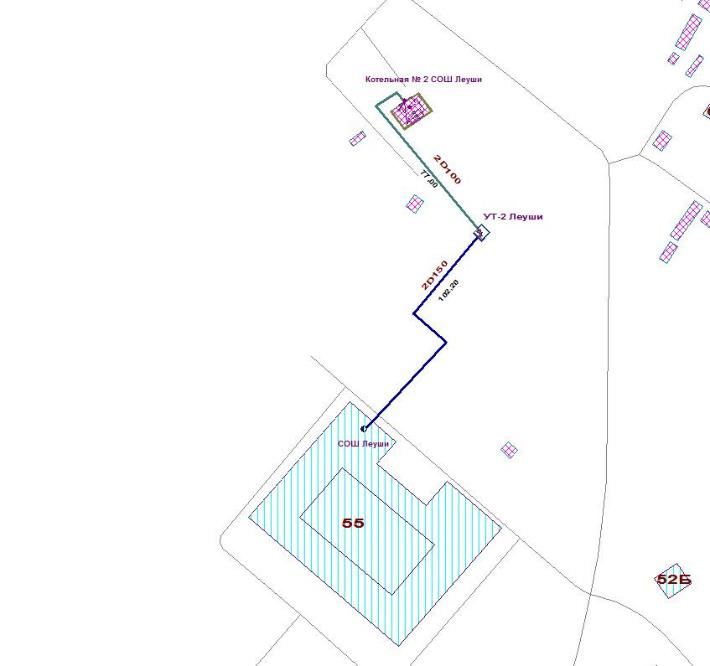 Котельная № 2 СОШ Леуши
2D100
77,00
УТ-2 Леуши
2D150
102,20
СОШ Леуши
55
52Б